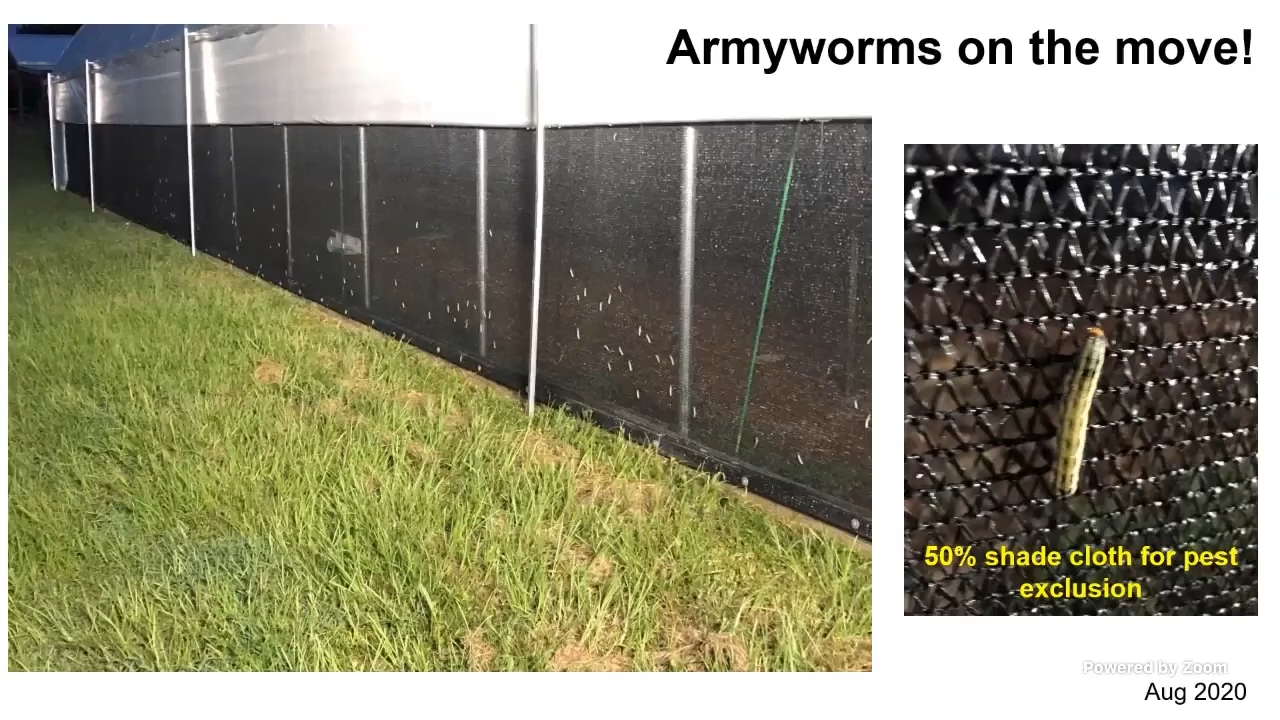 Armyworms on the move!
50% shade cloth for pest
exclusion
Powered by Zoom
Aug 2020